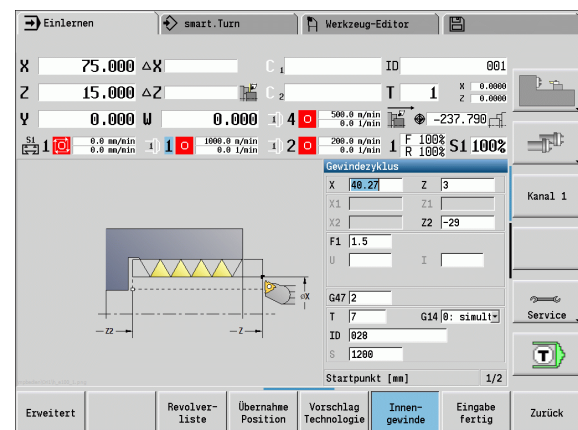 Einlernen smart.Turn Werkzeug-Editor
X 75.000 ΔX C 1 ID 001
Z 15.000 ΔZ C 2 T 1 X 0.0000 Z 0.0000
Y 0.000 W 0.000 4 500.0 m/min 0.0 1/min -237.790
S1 1 0.0 mm/min 0.0 m/min 1 1000.0 m/min 0.0 1/min 2 200.0 m/min 0.0 1/min 1 F 100% R 100% S1 100%
Gewindezyklus
X 40.27 Z 3
X1 Z1
X2 Z2 -29
F1 1.5
U I
G47 2
T 7 G14 0: simult
ID 028
S 1200
Startpunkt [mm] 1/2
øX
Z2 Z
Kanal 1
Service
T
Erweitert
Revolver-
liste
Übernahme
Position
Vorschlag
Technologie
Innen-
gewinde
Eingabe
fertig
Zurück